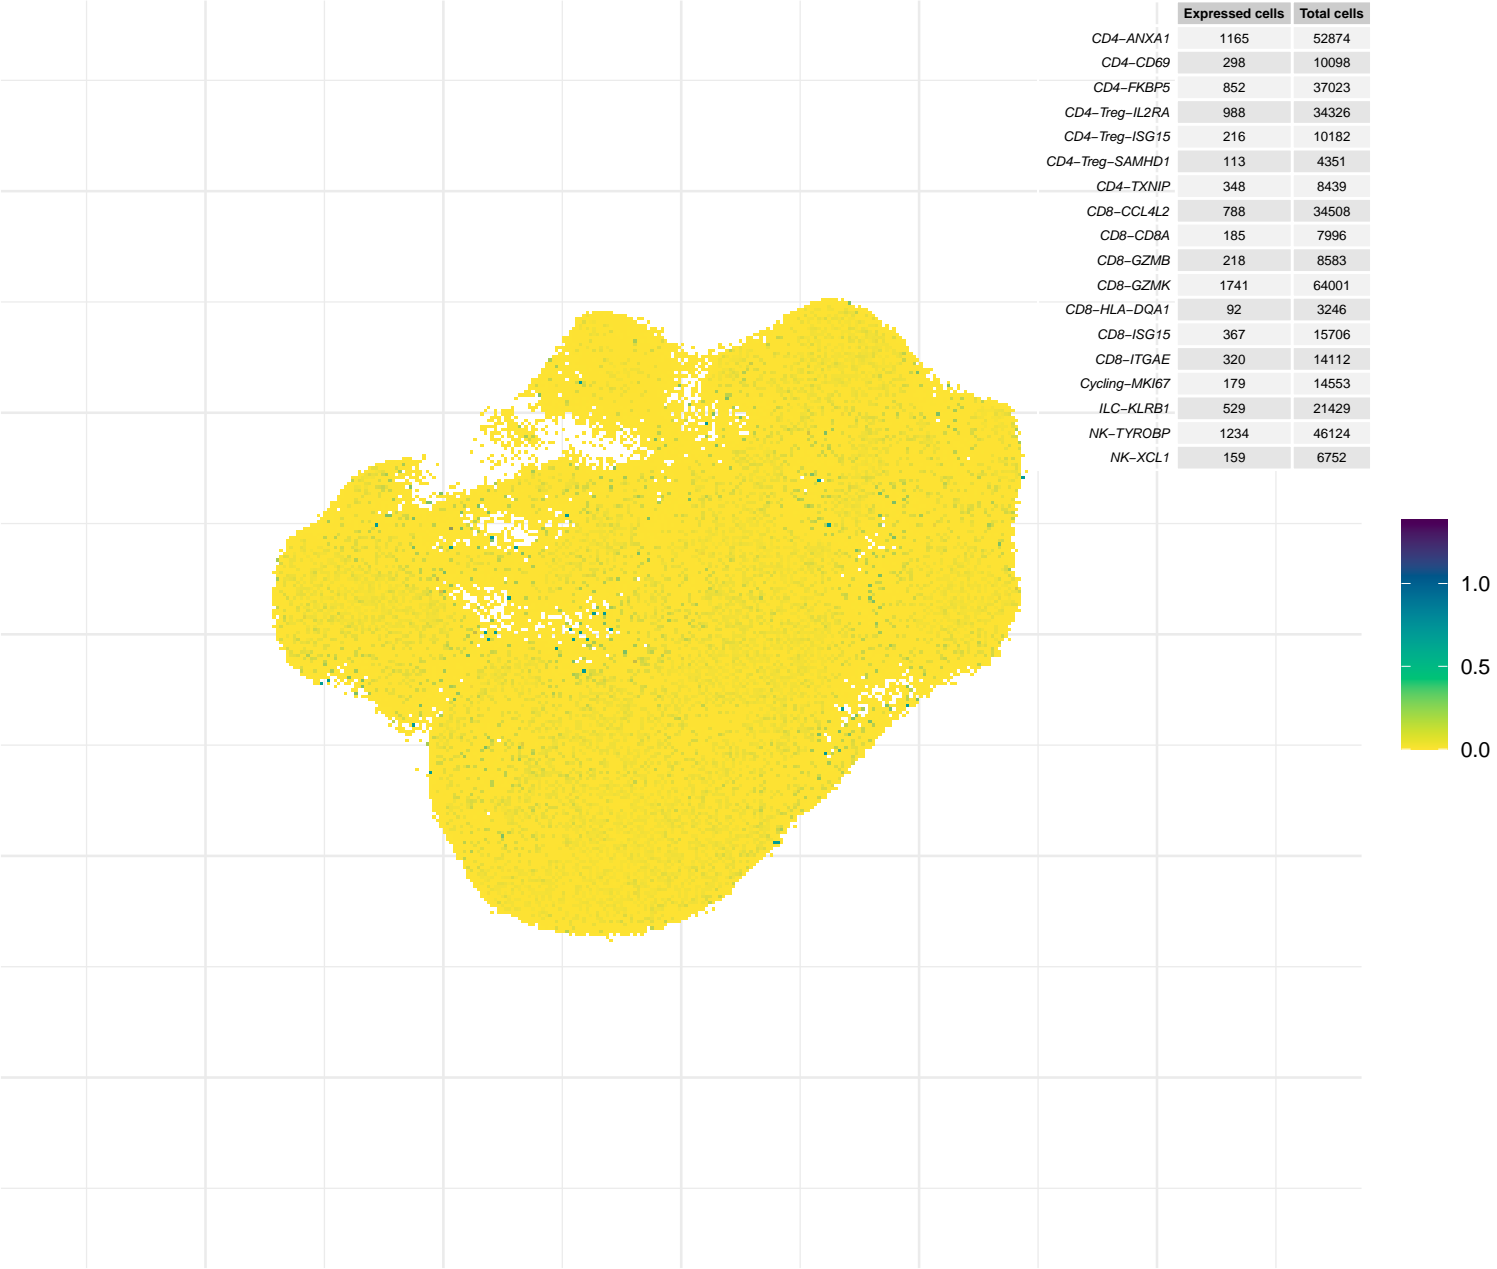 Expressed cells Total cells
CD4−ANXA1 1165 52874
CD4−CD69 298 10098
CD4−FKBP5 852 37023
CD4−Treg−IL2RA 988 34326
CD4−Treg−ISG15 216 10182
CD4−Treg−SAMHD1 113 4351
CD4−TXNIP 348 8439
CD8−CCL4L2 788 34508
CD8−CD8A 185 7996
CD8−GZMB 218 8583
CD8−GZMK 1741 64001
CD8−HLA−DQA1 92 3246
CD8−ISG15 367 15706
CD8−ITGAE 320 14112
Cycling−MKI67 179 14553
ILC−KLRB1 529 21429
NK−TYROBP 1234 46124
NK−XCL1 159 6752
1.0
0.5
0.0